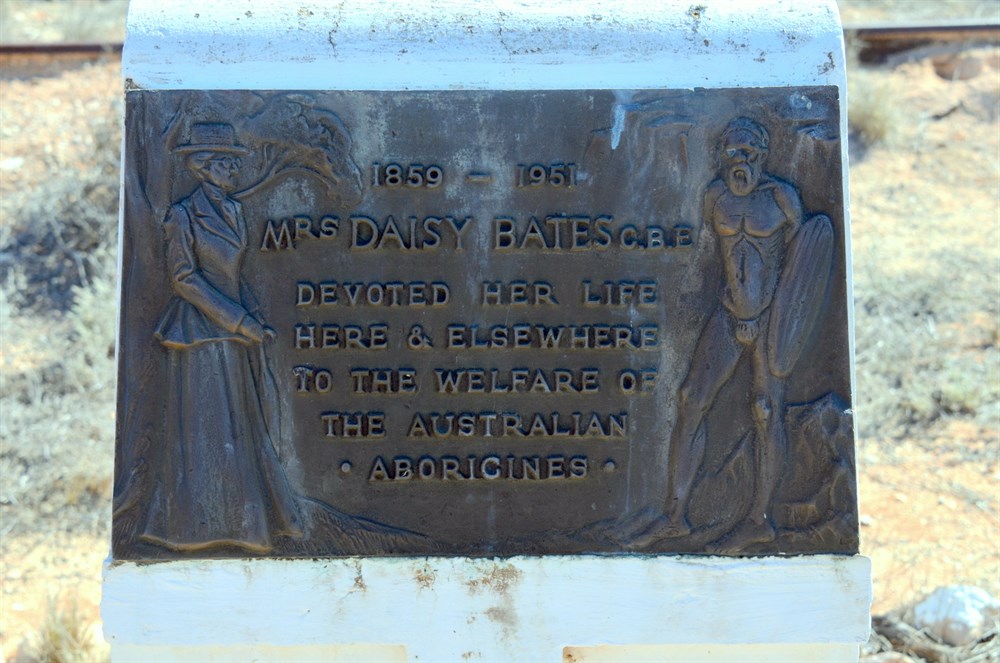 1859 - 1951
MRS DAISY BATES C.B.E
DEVOTED HER LIFE
HERE & ELSEWHERE
TO THE WELFARE OF
THE AUSTRALIAN
• ABORIGINES •